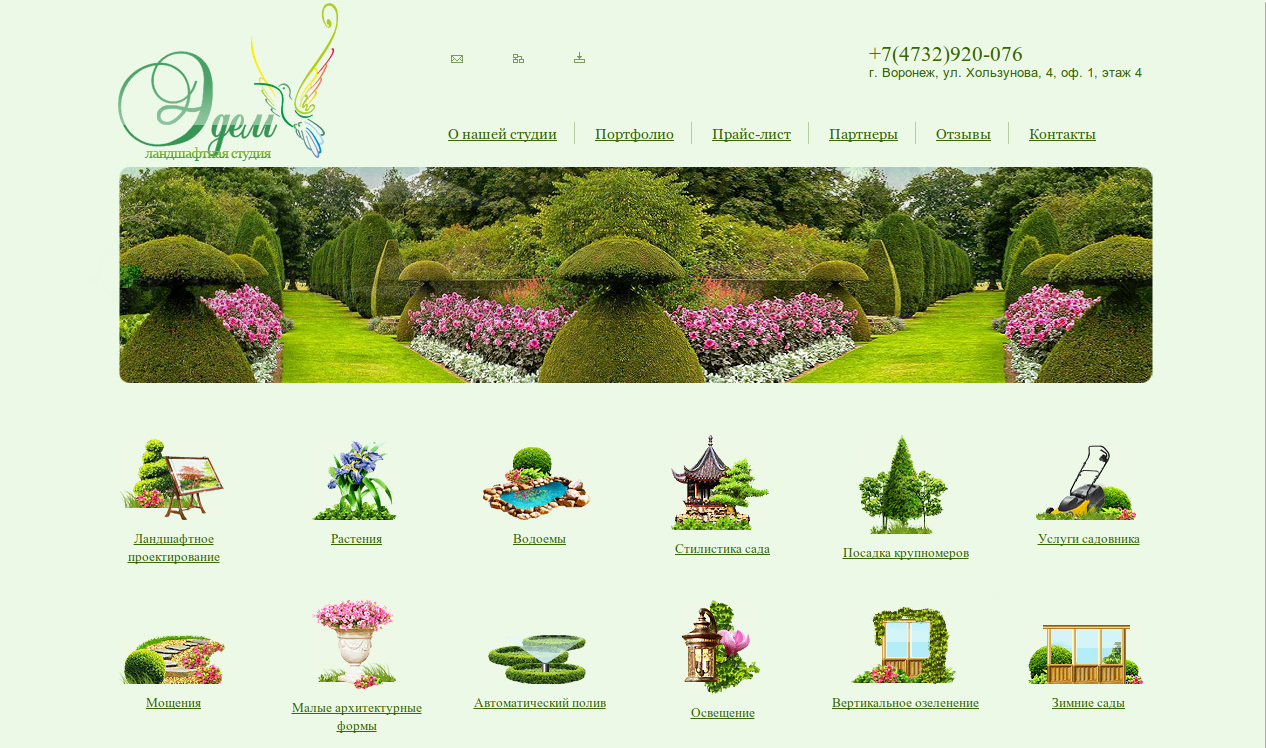 Эдем
ландшафтная студия
+7(4732)920-076
г. Воронеж, ул. Хользунова, 4, оф. 1, этаж 4
О нашей студии Портфолио Прайс-лист Партнеры Отзывы Контакты
Ландшафтное
проектирование
Растения
Водоемы
Стилистика сада
Посадка крупномеров
Услуги садовника
Мощения
Малые архитектурные
формы
Автоматический полив
Освещение
Вертикальное озеленение
Зимние сады